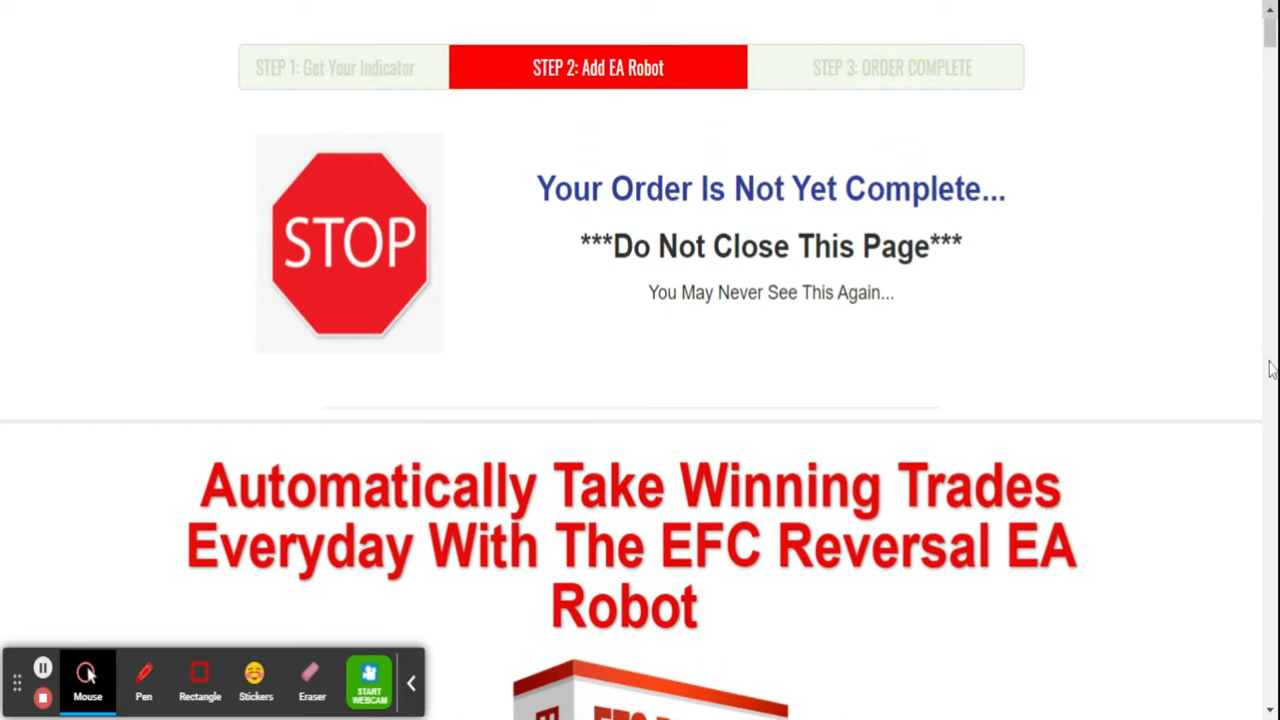 STEP 1: Get Your Indicator
STEP 2: Add EA Robot
STEP 3: ORDER COMPLETE
STOP
Your Order Is Not Yet Complete...
***Do Not Close This Page***
You May Never See This Again...
Automatically Take Winning Trades
Everyday With The EFC Reversal EA
Robot
Mouse
Pen
Rectangle
Stickers
Eraser
START
WEBCAM